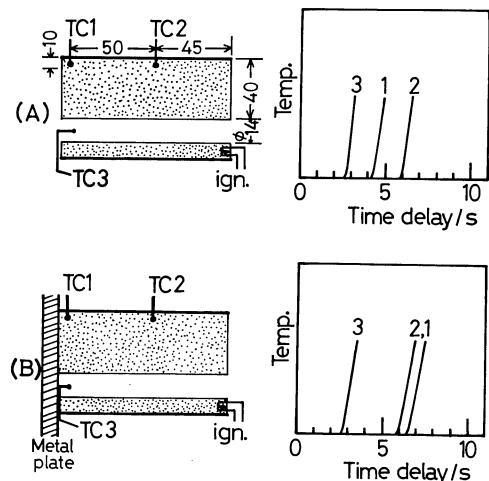 TC1 TC2
10 50 45
(A)
40
φ14
TC3 ign.
Temp.
3 1 2
0 5 10
Time delay/s
TC1 TC2
(B)
TC3 ign.
Metal
plate
Temp.
3 2,1
0 5 10
Time delay/s